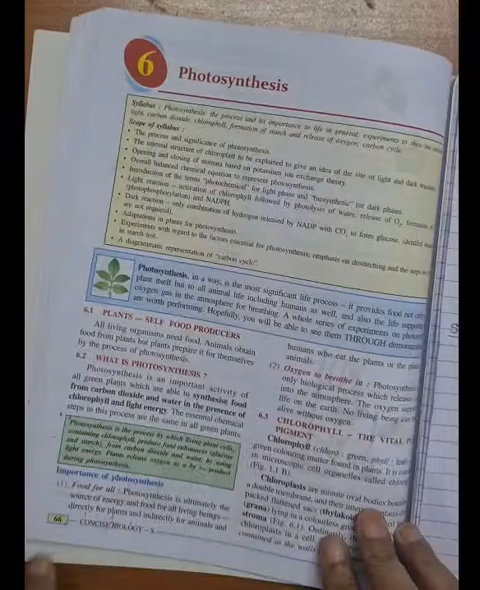 6
Photosynthesis
Syllabus : Photosynthesis: the process and its importance to life in general; experiments to show the
light, carbon dioxide, chlorophyll, formation of starch and release of oxygen; carbon cycle.
Scope of syllabus :
• The process and significance of photosynthesis.
• The internal structure of chloroplast to be explained to give an idea of the site of light and dark
• Opening and closing of stomata based on potassium ion exchange theory.
• Overall balanced chemical equation to represent photosynthesis.
• Introduction of the terms "photochemical" for light phase and "biosynthetic" for dark phases.
• Light reaction – activation of chlorophyll followed by photolysis of water, release of O2, formation
(photophosphorylation) and NADPH.
• Dark reaction – only combination of hydrogen released by NADP with CO2 to form glucose. (detailed
are not required).
• Adaptations in plants for photosynthesis.
• Experiments with regard to the factors essential for photosynthesis; emphasis on destarching and the steps
in starch test.
• A diagrammatic representation of "carbon cycle".
Photosynthesis, in a way, is the most significant life process – it provides food not only
plant itself but to all animal life including humans as well, and also the life
oxygen gas in the atmosphere for breathing. A whole series of experiments on
are worth performing. Hopefully, you will be able to see them THROUGH
6.1 PLANTS – SELF FOOD PRODUCERS
All living organisms need food. Animals obtain
food from plants but plants prepare it for themselves
by the process of photosynthesis.
6.2 WHAT IS PHOTOSYNTHESIS ?
Photosynthesis is an important activity of
all green plants which are able to synthesise food
from carbon dioxide and water in the presence of
chlorophyll and light energy. The essential chemical
steps in this process are the same in all green plants.
Photosynthesis is the process by which living plant cells,
containing chlorophyll, produce food substances (glucose
and starch), from carbon dioxide and water, by using
light energy. Plants release oxygen as a by – product
during photosynthesis.
Importance of photosynthesis
(1) Food for all : Photosynthesis is ultimately the
source of energy and food for all living beings –
directly for plants and indirectly for animals and
66
CONCISE BIOLOGY – X
humans who eat the plants or the
animals.
(2) Oxygen to breathe in : Photosynthesis
only biological process which release
into the atmosphere. The oxygen
life on the earth. No living being can
alive without oxygen.
6.3 CHLOROPHYLL – THE VITAL
PIGMENT
Chlorophyll (chloro : green, phyll : leaf)
green colouring matter found in plants. It is
in microscopic cell organelles called
(Fig. 1.1 B).
Chloroplasts are minute oval bodies
a double membrane, and their
packed flattened sacs
(grana) lying in a colourless
stroma (Fig. 6.1). Ordinarily,
chloroplasts in a cell
contained in the walls